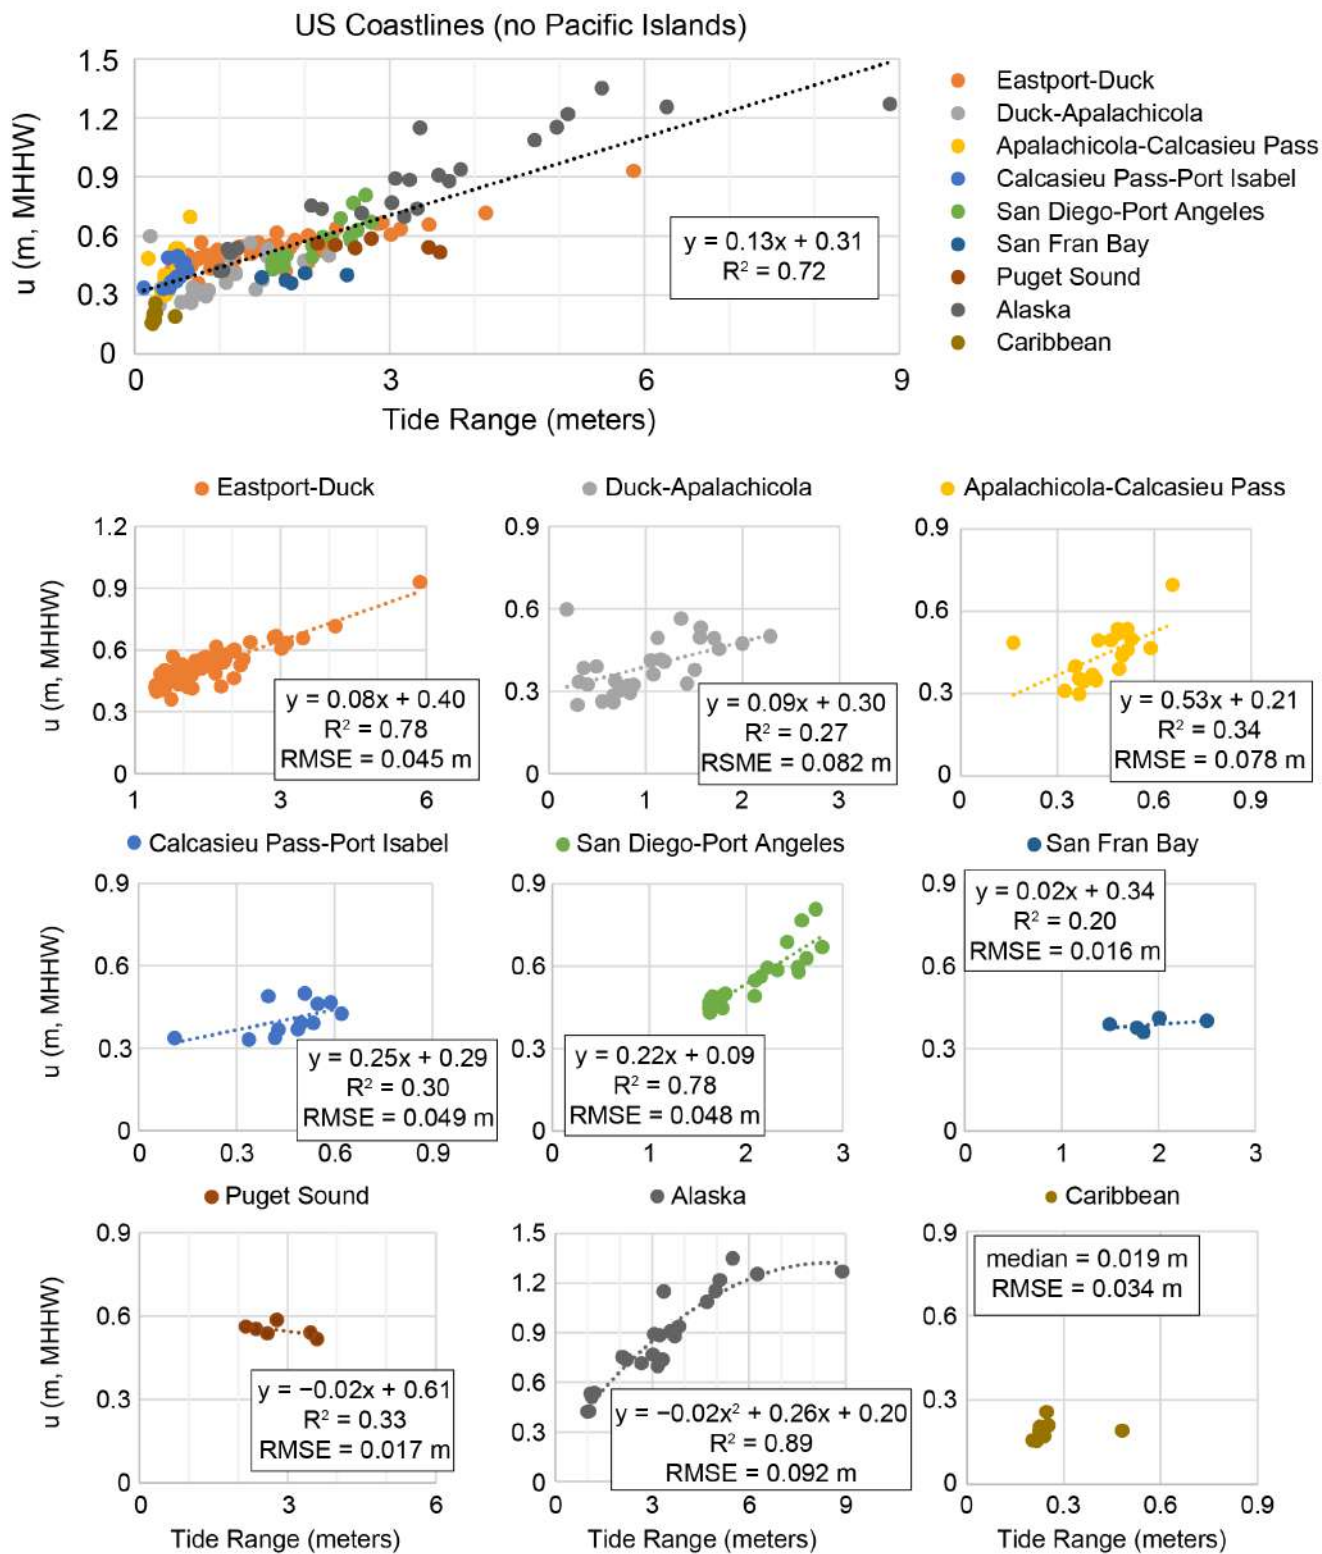 US Coastlines (no Pacific Islands)
1.5
1.2
0.9
0.6
0.3
0
u (m, MHHW)
0 3 6 9
Tide Range (meters)
y = 0.13x + 0.31
R² = 0.72
Eastport-Duck
Duck-Apalachicola
Apalachicola-Calcasieu Pass
Calcasieu Pass-Port Isabel
San Diego-Port Angeles
San Fran Bay
Puget Sound
Alaska
Caribbean
Eastport-Duck
1.2
0.9
0.6
0.3
0
u (m, MHHW)
1 3 6
y = 0.08x + 0.40
R² = 0.78
RMSE = 0.045 m
Duck-Apalachicola
0.9
0.6
0.3
0
0 1 2 3
y = 0.09x + 0.30
R² = 0.27
RSME = 0.082 m
Apalachicola-Calcasieu Pass
0.9
0.6
0.3
0
0 0.3 0.6 0.9
y = 0.53x + 0.21
R² = 0.34
RMSE = 0.078 m
Calcasieu Pass-Port Isabel
0.9
0.6
0.3
0
u (m, MHHW)
0 0.3 0.6 0.9
y = 0.25x + 0.29
R² = 0.30
RMSE = 0.049 m
San Diego-Port Angeles
0.9
0.6
0.3
0
0 1 2 3
y = 0.22x + 0.09
R² = 0.78
RMSE = 0.048 m
San Fran Bay
0.9
0.6
0.3
0
0 1 2 3
y = 0.02x + 0.34
R² = 0.20
RMSE = 0.016 m
Puget Sound
0.9
0.6
0.3
0
u (m, MHHW)
0 3 6
Tide Range (meters)
y = −0.02x + 0.61
R² = 0.33
RMSE = 0.017 m
Alaska
1.5
1.2
0.9
0.6
0.3
0
0 3 6 9
Tide Range (meters)
y = −0.02x² + 0.26x + 0.20
R² = 0.89
RMSE = 0.092 m
Caribbean
0.9
0.6
0.3
0
0 0.3 0.6 0.9
Tide Range (meters)
median = 0.019 m
RMSE = 0.034 m